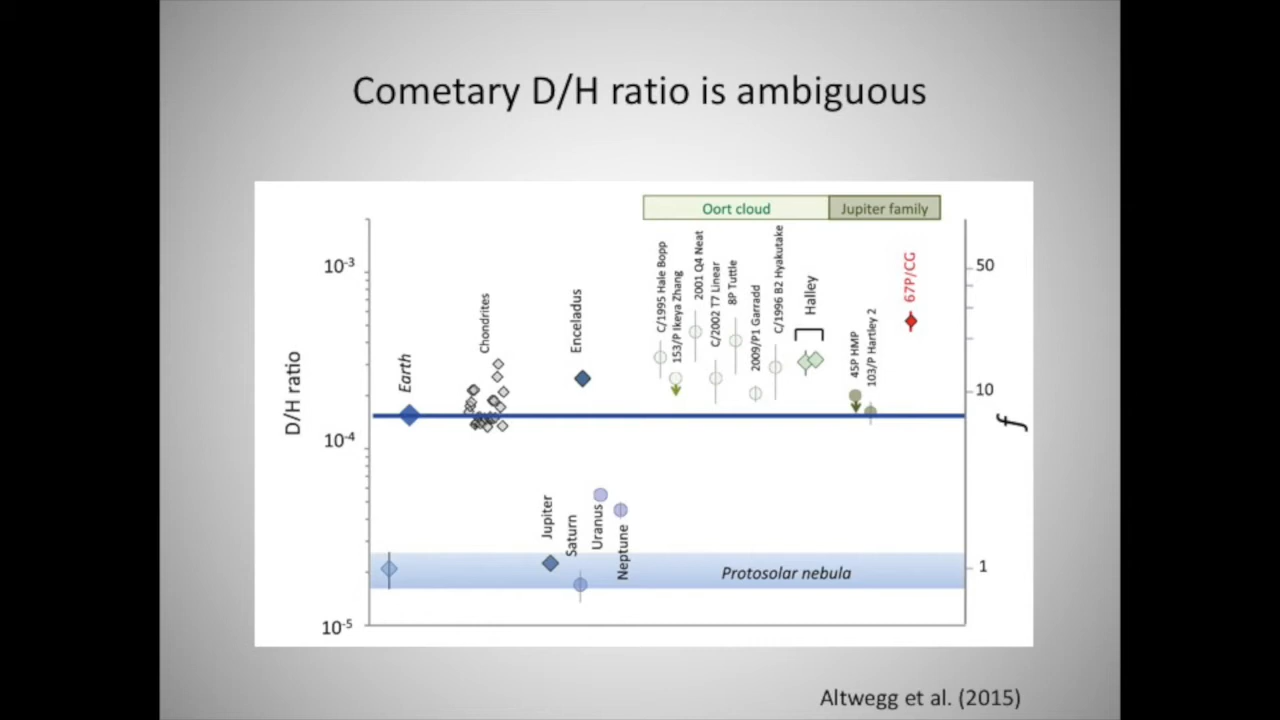 Cometary D/H ratio is ambiguous
Oort cloud
Jupiter family
D/H ratio
10-3
10-4
10-5
Earth
Chondrites
Enceladus
C/1995 Hale Bopp
153/P Ikeya Zhang
2001 Q4 Neat
C/2002 T7 Linear
8P Tuttle
2009/P1 Garradd
C/1996 B2 Hyakutake
Halley
45P HMP
103/P Hartley 2
67P/CG
Jupiter
Saturn
Uranus
Neptune
Protosolar nebula
50
10
1
f
Altwegg et al. (2015)